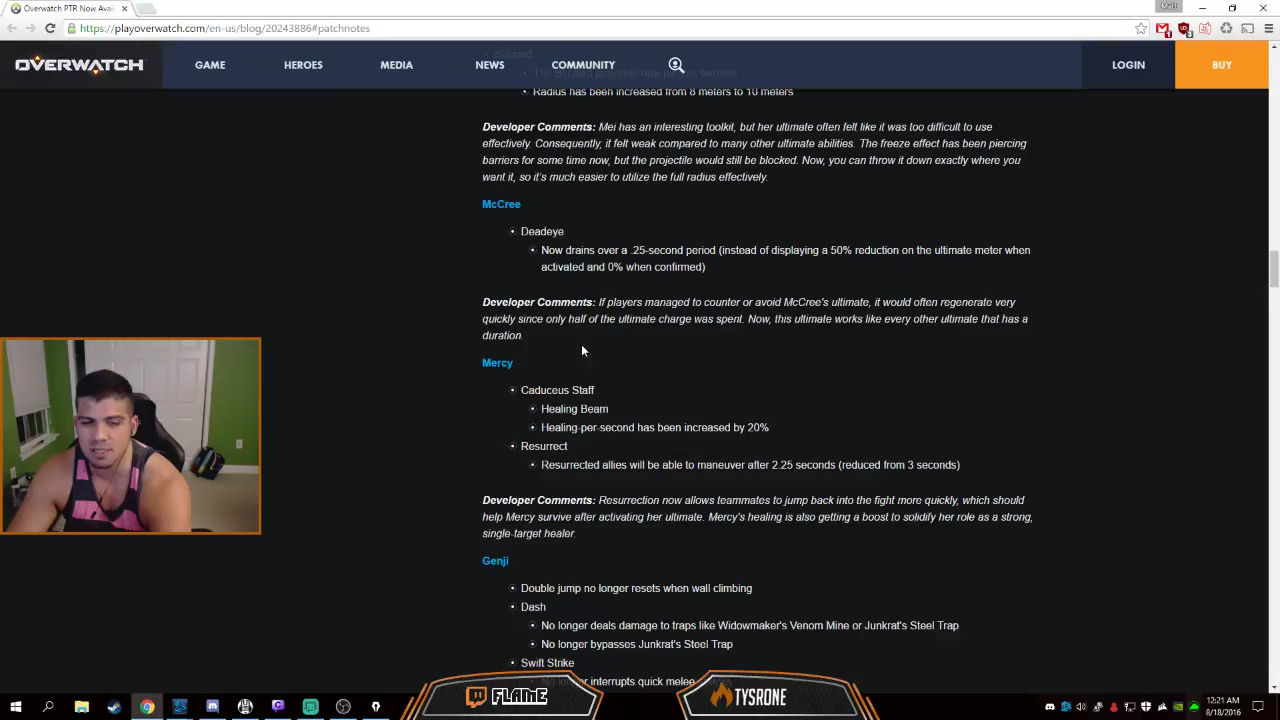 Overwatch PTR Now Avai
Matt
https://playoverwatch.com/en-us/blog/20243886#patchnotes
OVERWATCH
GAME
HEROES
MEDIA
NEWS
COMMUNITY
LOGIN
BUY
Blizzard
The Blizzard projectile now passes barriers
Radius has been increased from 8 meters to 10 meters
Developer Comments: Mei has an interesting toolkit, but her ultimate often felt like it was too difficult to use
effectively. Consequently, it felt weak compared to many other ultimate abilities. The freeze effect has been piercing
barriers for some time now, but the projectile would still be blocked. Now, you can throw it down exactly where you
want it, so it's much easier to utilize the full radius effectively.
McCree
Deadeye
Now drains over a .25-second period (instead of displaying a 50% reduction on the ultimate meter when
activated and 0% when confirmed)
Developer Comments: If players managed to counter or avoid McCree's ultimate, it would often regenerate very
quickly since only half of the ultimate charge was spent. Now, this ultimate works like every other ultimate that has a
duration.
Mercy
Caduceus Staff
Healing Beam
Healing-per-second has been increased by 20%
Resurrect
Resurrected allies will be able to maneuver after 2.25 seconds (reduced from 3 seconds)
Developer Comments: Resurrection now allows teammates to jump back into the fight more quickly, which should
help Mercy survive after activating her ultimate. Mercy's healing is also getting a boost to solidify her role as a strong,
single-target healer.
Genji
Double jump no longer resets when wall climbing
Dash
No longer deals damage to traps like Widowmaker's Venom Mine or Junkrat's Steel Trap
No longer bypasses Junkrat's Steel Trap
Swift Strike
interrupts quick melee
FLAME
TYSRONE
12:21 AM
8/18/2016